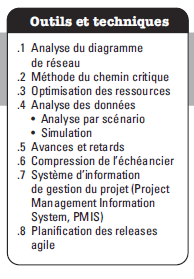 Outils et techniques
.1 Analyse du diagramme
de réseau
.2 Méthode du chemin critique
.3 Optimisation des ressources
.4 Analyse des données
• Analyse par scénario
• Simulation
.5 Avances et retards
.6 Compression de l'échéancier
.7 Système d'information
de gestion du projet (Project
Management Information
System, PMIS)
.8 Planification des releases
agile